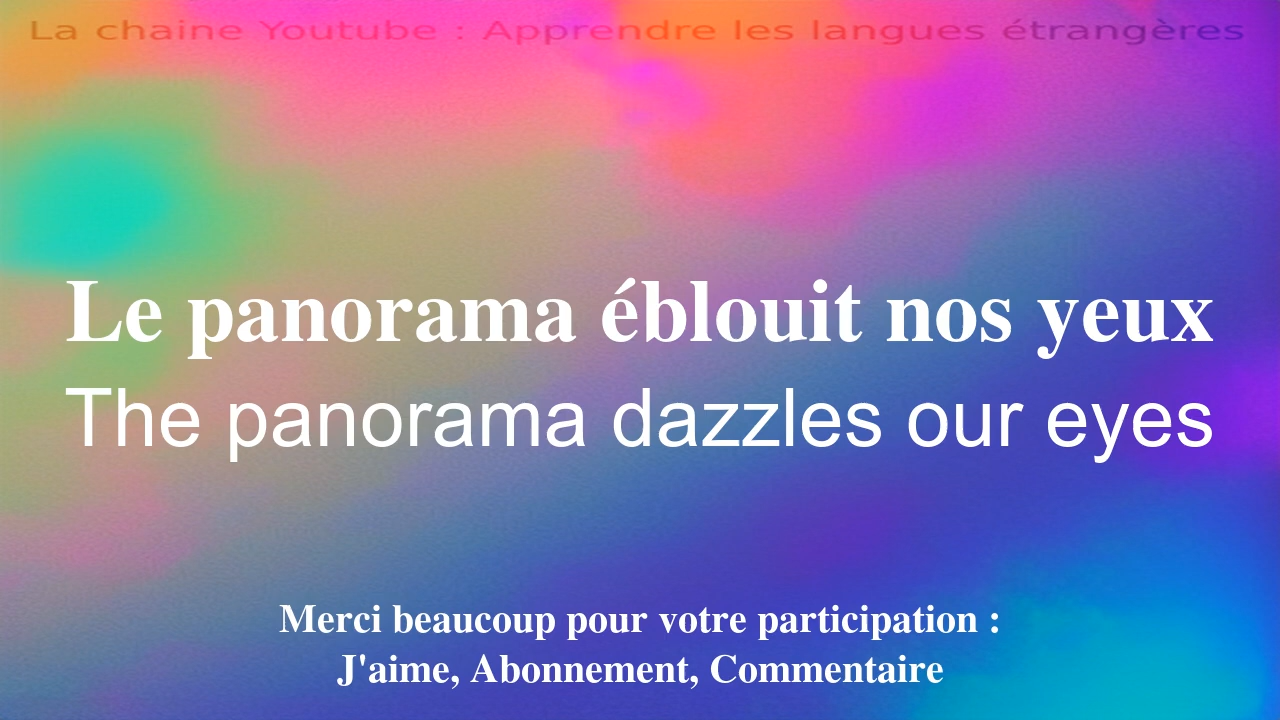 La chaine Youtube : Apprendre les langues étrangères
Le panorama éblouit nos yeux
The panorama dazzles our eyes
Merci beaucoup pour votre participation :
J'aime, Abonnement, Commentaire